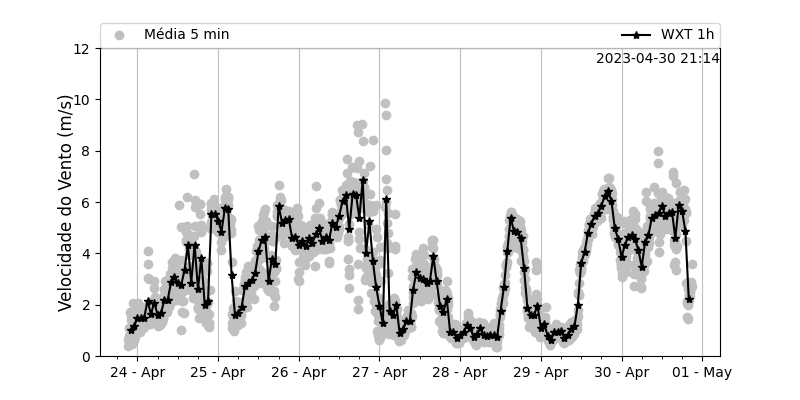 Média 5 min
WXT 1h
2023-04-30 21:14
Velocidade do Vento (m/s)
12
10
8
6
4
2
0
24 - Apr
25 - Apr
26 - Apr
27 - Apr
28 - Apr
29 - Apr
30 - Apr
01 - May